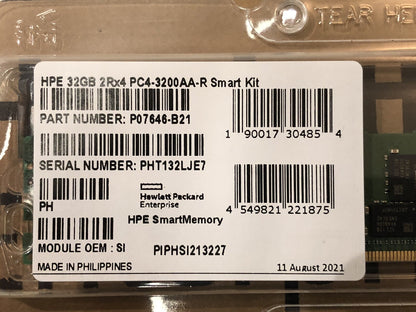 TEAR HE
HPE 32GB 2Rx4 PC4-3200AA-R Smart Kit
PART NUMBER: P07646-B21
1 90017 30485 4
SERIAL NUMBER: PHT132LJE7
PH
Hewlett Packard
Enterprise
4 549821 221875
HPE SmartMemory
MODULE OEM : SI
PIPHSI213227
MADE IN PHILIPPINES
11 August 2021